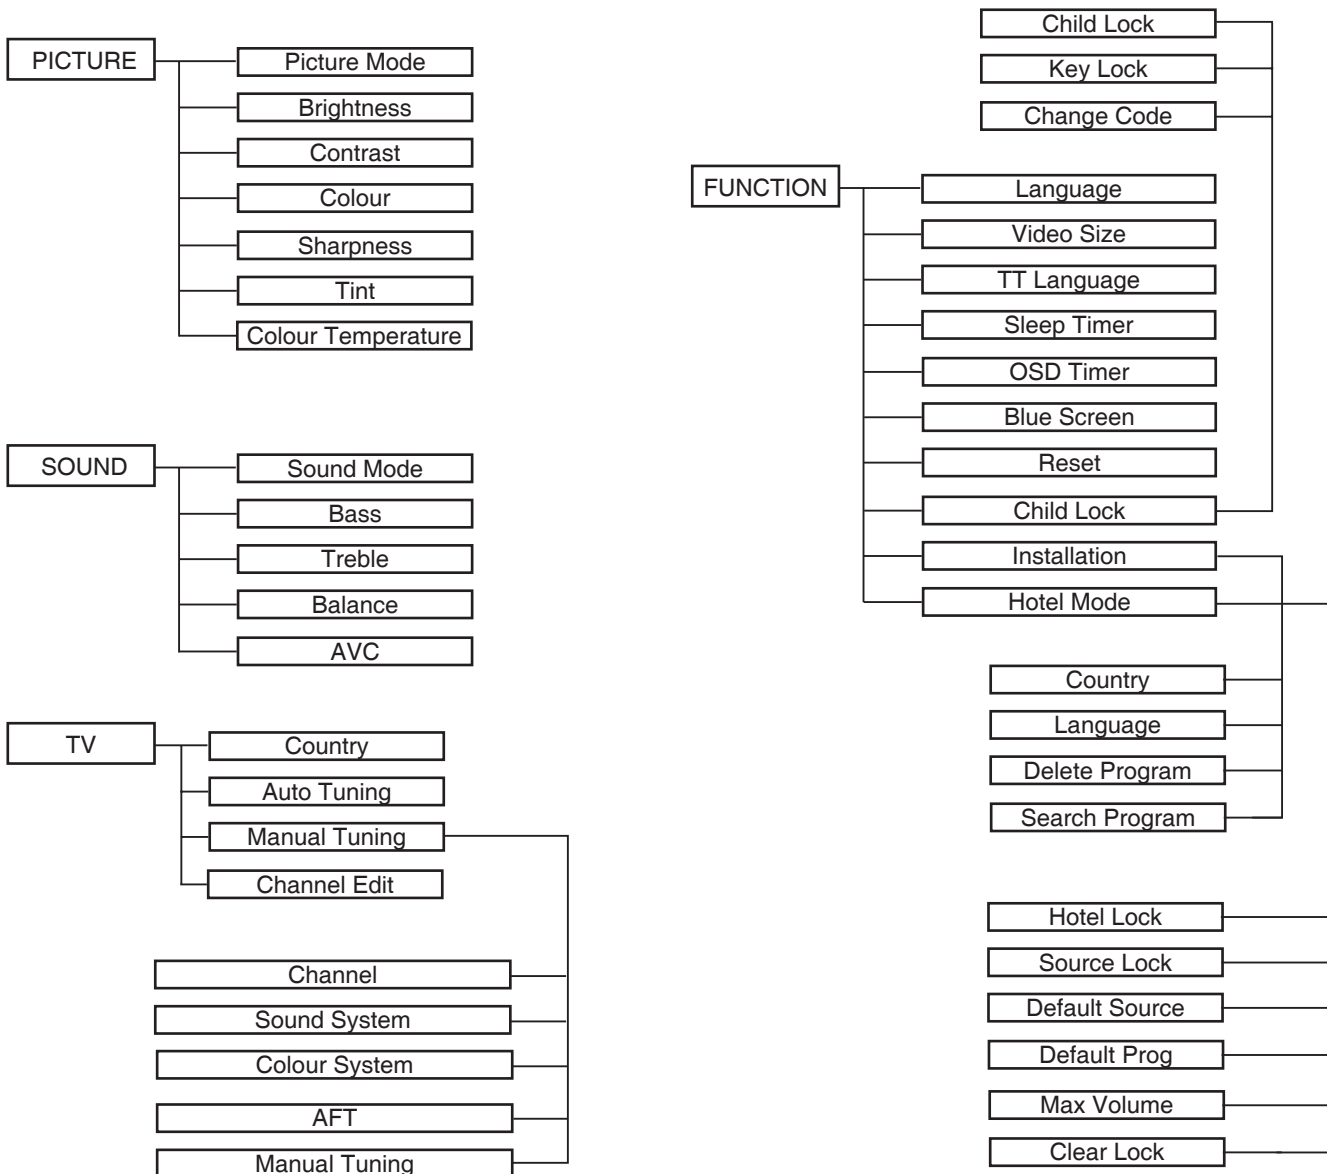 PICTURE
Picture Mode
Brightness
Contrast
Colour
Sharpness
Tint
Colour Temperature
SOUND
Sound Mode
Bass
Treble
Balance
AVC
TV
Country
Auto Tuning
Manual Tuning
Channel Edit
Channel
Sound System
Colour System
AFT
Manual Tuning
Child Lock
Key Lock
Change Code
FUNCTION
Language
Video Size
TT Language
Sleep Timer
OSD Timer
Blue Screen
Reset
Child Lock
Installation
Hotel Mode
Country
Language
Delete Program
Search Program
Hotel Lock
Source Lock
Default Source
Default Prog
Max Volume
Clear Lock